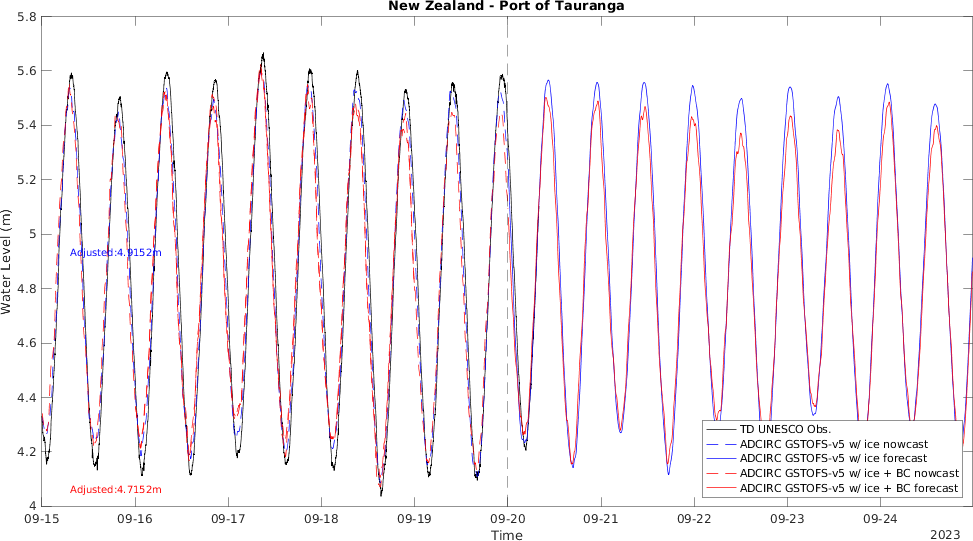 New Zealand - Port of Tauranga
5.8
5.6
5.4
5.2
5
4.8
4.6
4.4
4.2
4
Water Level (m)
Adjusted:4.9152m
Adjusted:4.7152m
TD UNESCO Obs.
ADCIRC GSTOFS-v5 w/ ice nowcast
ADCIRC GSTOFS-v5 w/ ice forecast
ADCIRC GSTOFS-v5 w/ ice + BC nowcast
ADCIRC GSTOFS-v5 w/ ice + BC forecast
09-15 09-16 09-17 09-18 09-19 09-20 09-21 09-22 09-23 09-24
Time
2023